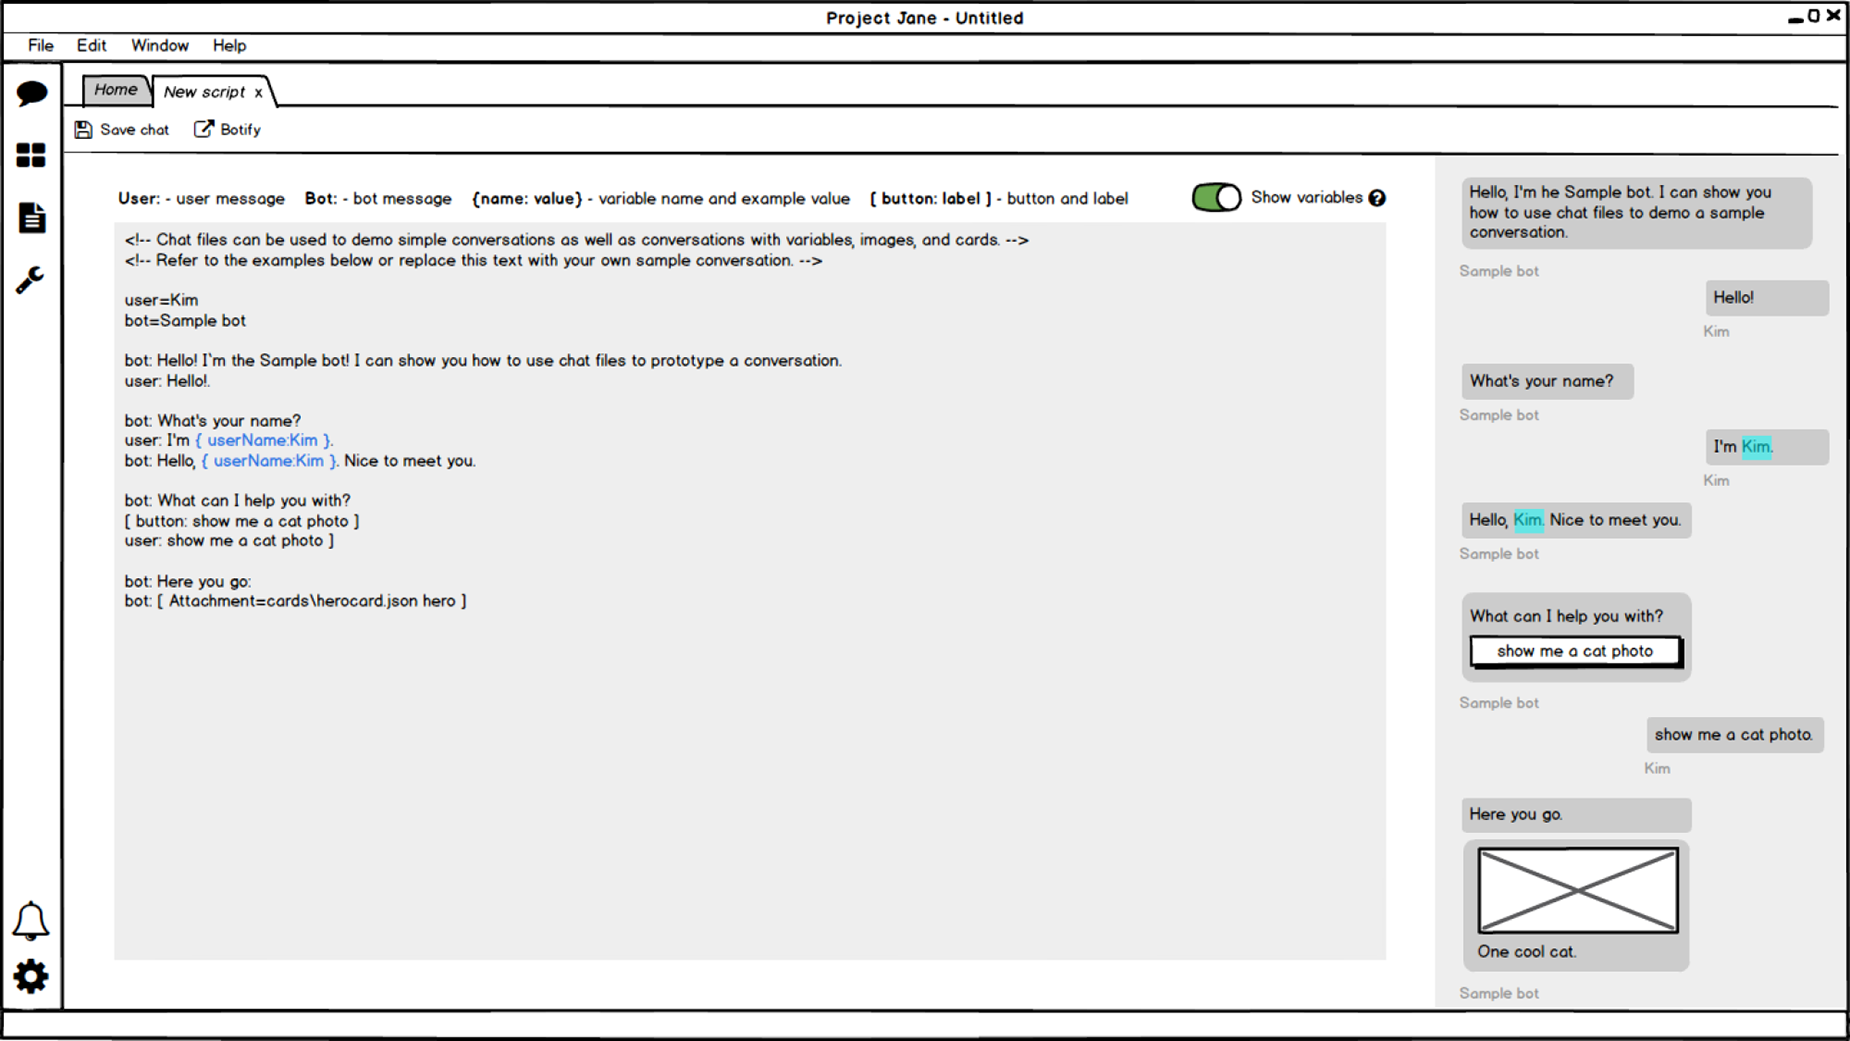 Project Jane - Untitled
File Edit Window Help
Home New script x
Save chat Botify
User: - user message Bot: - bot message {name: value} - variable name and example value [ button: label ] - button and label Show variables ?
<!-- Chat files can be used to demo simple conversations as well as conversations with variables, images, and cards. -->
<!-- Refer to the examples below or replace this text with your own sample conversation. -->
user=Kim
bot=Sample bot
bot: Hello! I`m the Sample bot! I can show you how to use chat files to prototype a conversation.
user: Hello!.
bot: What's your name?
user: I'm { userName:Kim }.
bot: Hello, { userName:Kim }. Nice to meet you.
bot: What can I help you with?
[ button: show me a cat photo ]
user: show me a cat photo ]
bot: Here you go:
bot: [ Attachment=cards\herocard.json hero ]
Hello, I'm he Sample bot. I can show you
how to use chat files to demo a sample
conversation.
Sample bot
Hello!
Kim
What's your name?
Sample bot
I'm Kim.
Kim
Hello, Kim. Nice to meet you.
Sample bot
What can I help you with?
show me a cat photo
Sample bot
show me a cat photo.
Kim
Here you go.
One cool cat.
Sample bot